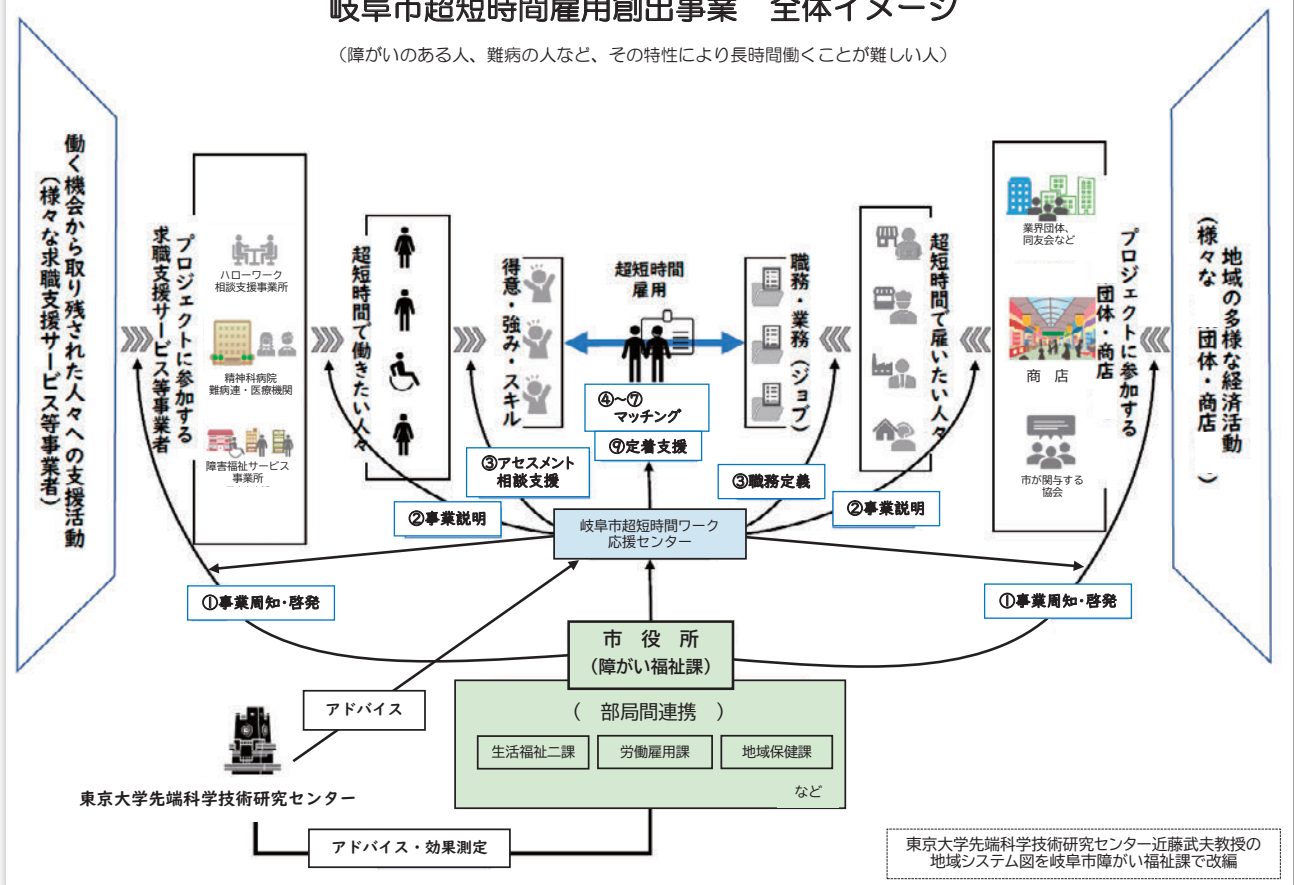 岐阜市超短時間雇用創出事業　全体イメージ
（障がいのある人、難病の人など、その特性により長時間働くことが難しい人）
働く機会から取り残された人々への支援活動
（様々な求職支援サービス等事業者）
プロジェクトに参加する
求職支援サービス等事業者
ハローワーク
相談支援事業所
精神科病院
難病連・医療機関
障害福祉サービス
事業所
超短時間で働きたい人々
得意・強み・スキル
超短時間
雇用
職務・業務（ジョブ）
超短時間で雇いたい人々
業界団体、
同友会など
商　店
市が関与する
協会
プロジェクトに参加する
団体・商店
地域の多様な経済活動
（様々な　団体・商店　）
④～⑦
マッチング
⑨定着支援
③アセスメント
相談支援
③職務定義
②事業説明
②事業説明
岐阜市超短時間ワーク
応援センター
①事業周知・啓発
①事業周知・啓発
市　役　所
（障がい福祉課）
（　部局間連携　）
生活福祉二課
労働雇用課
地域保健課
など
アドバイス
東京大学先端科学技術研究センター
アドバイス・効果測定
東京大学先端科学技術研究センター近藤武夫教授の
地域システム図を岐阜市障がい福祉課で改編